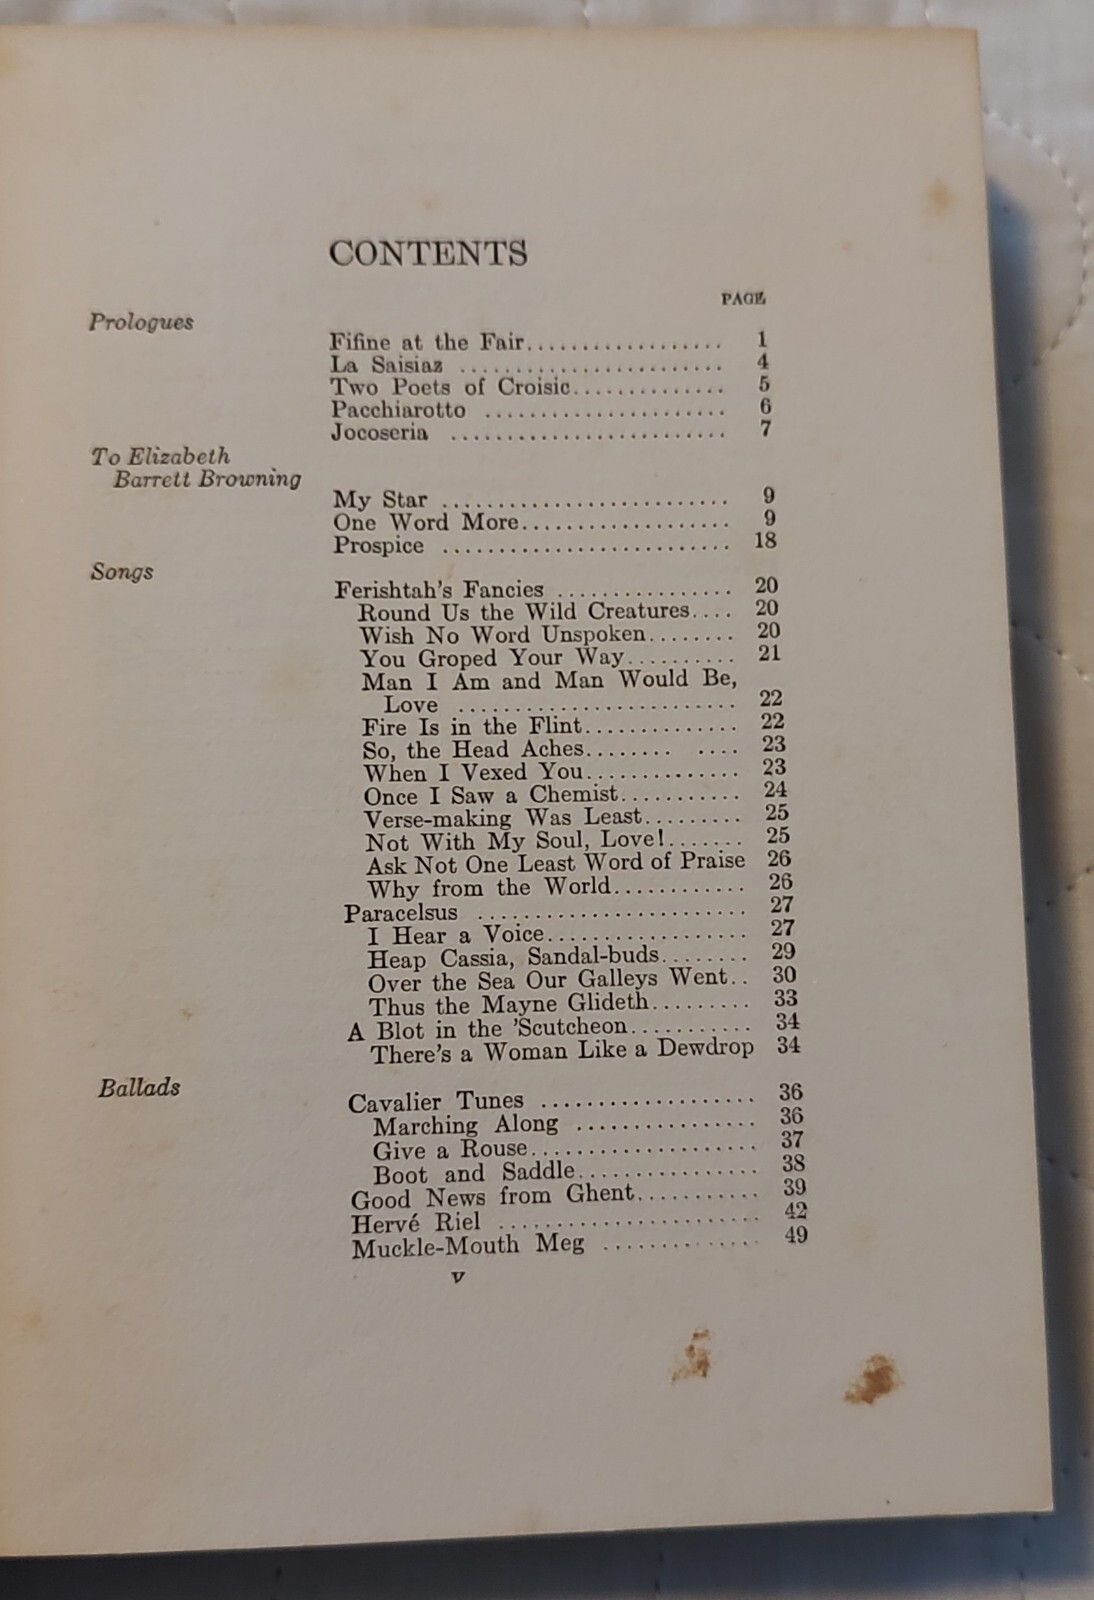 CONTENTS
PAGE
Prologues
Fifine at the Fair.................. 1
La Saisiaz ........................ 4
Two Poets of Croisic.............. 5
Pacchiarotto ...................... 6
Jocoseria ......................... 7
To Elizabeth
Barrett Browning
My Star .......................... 9
One Word More................... 9
Prospice .......................... 18
Songs
Ferishtah's Fancies ................ 20
Round Us the Wild Creatures.... 20
Wish No Word Unspoken........ 20
You Groped Your Way.......... 21
Man I Am and Man Would Be,
Love ......................... 22
Fire Is in the Flint.............. 22
So, the Head Aches........ .... 23
When I Vexed You.............. 23
Once I Saw a Chemist........... 24
Verse-making Was Least......... 25
Not With My Soul, Love!....... 25
Ask Not One Least Word of Praise 26
Why from the World............ 26
Paracelsus ........................ 27
I Hear a Voice.................. 27
Heap Cassia, Sandal-buds........ 29
Over the Sea Our Galleys Went.. 30
Thus the Mayne Glideth......... 33
A Blot in the 'Scutcheon........... 34
There's a Woman Like a Dewdrop 34
Ballads
Cavalier Tunes ................... 36
Marching Along ................ 36
Give a Rouse.................... 37
Boot and Saddle................ 38
Good News from Ghent........... 39
Hervé Riel ....................... 42
Muckle-Mouth Meg .............. 49
v